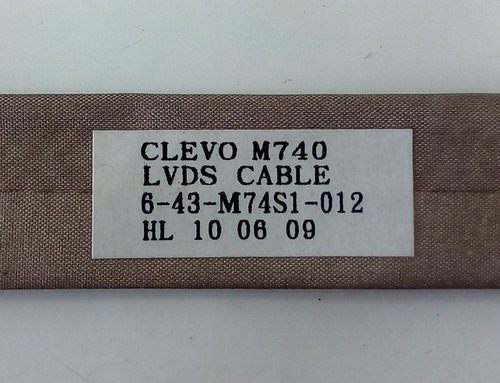 CLEVO M740
LVDS CABLE
6-43-M74S1-012
HL 10 06 09